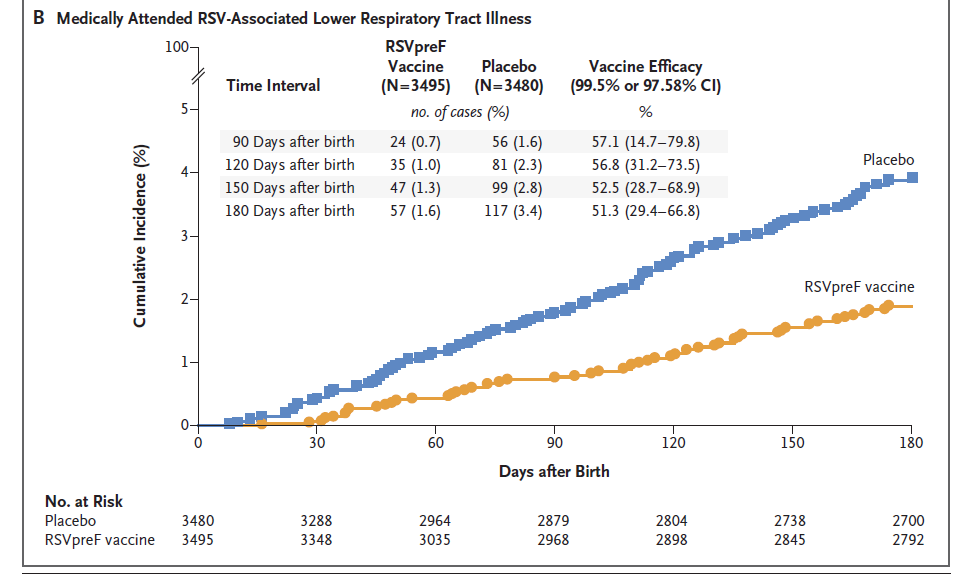 B Medically Attended RSV-Associated Lower Respiratory Tract Illness
Cumulative Incidence (%)
100
5
4
3
2
1
0
Time Interval
RSVpreF Vaccine (N=3495)
Placebo (N=3480)
Vaccine Efficacy (99.5% or 97.58% CI)
no. of cases (%)
%
90 Days after birth 24 (0.7) 56 (1.6) 57.1 (14.7–79.8)
120 Days after birth 35 (1.0) 81 (2.3) 56.8 (31.2–73.5)
150 Days after birth 47 (1.3) 99 (2.8) 52.5 (28.7–68.9)
180 Days after birth 57 (1.6) 117 (3.4) 51.3 (29.4–66.8)
Placebo
RSVpreF vaccine
0 30 60 90 120 150 180
Days after Birth
No. at Risk
Placebo 3480 3288 2964 2879 2804 2738 2700
RSVpreF vaccine 3495 3348 3035 2968 2898 2845 2792